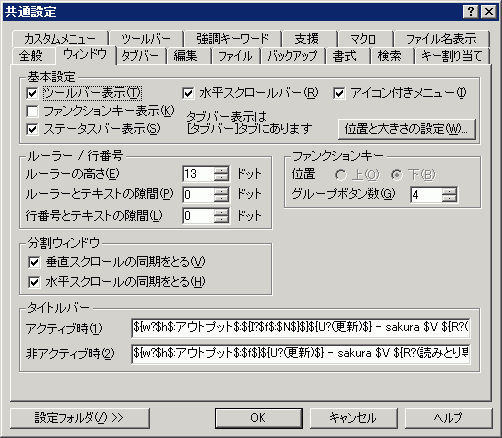 共通設定
カスタムメニュー ツールバー 強調キーワード 支援 マクロ ファイル名表示
全般 ウィンドウ タブバー 編集 ファイル バックアップ 書式 検索 キー割り当て
基本設定
ツールバー表示(T) 水平スクロールバー(R) アイコン付きメニュー(I)
ファンクションキー表示(K) タブバー表示は
ステータスバー表示(S) [タブバー]タブにあります 位置と大きさの設定(W)...
ルーラー / 行番号 ファンクションキー
ルーラーの高さ(E) 13 ドット 位置 上(O) 下(B)
ルーラーとテキストの隙間(P) 0 ドット グループボタン数(G) 4
行番号とテキストの隙間(L) 0 ドット
分割ウィンドウ
垂直スクロールの同期をとる(V)
水平スクロールの同期をとる(H)
タイトルバー
アクティブ時(1) ${w?$h$:アウトプット$:${I?$f$:$N$}$}${U?(更新)$} - sakura $V ${R?(
非アクティブ時(2) ${w?$h$:アウトプット$:$f$}${U?(更新)$} - sakura $V ${R?(読みとり専
設定フォルダ(/) >> OK キャンセル ヘルプ